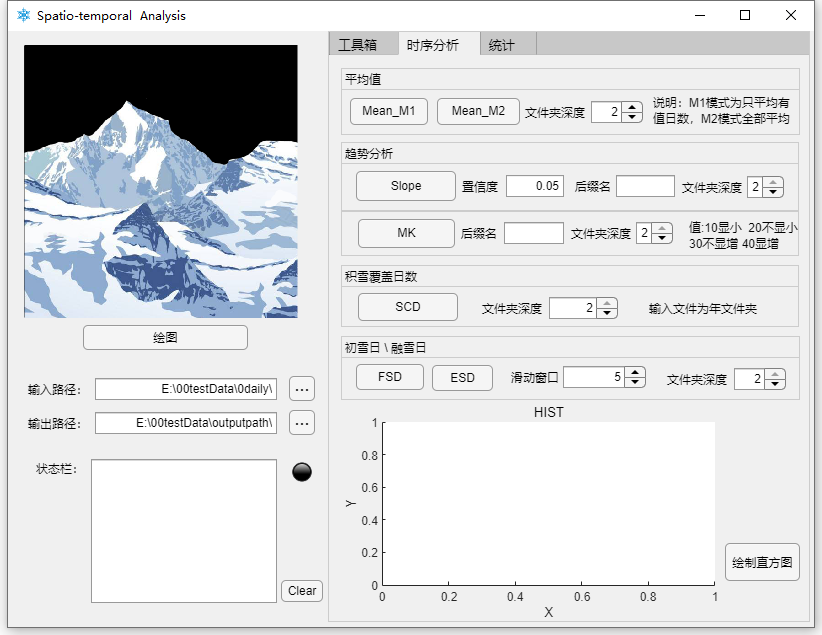 Spatio-temporal Analysis
工具箱 时序分析 统计
平均值
Mean_M1 Mean_M2 文件夹深度 2 说明：M1模式为只平均有
值日数，M2模式全部平均
趋势分析
Slope 置信度 0.05 后缀名 文件夹深度 2
MK 后缀名 文件夹深度 2 值:10显小 20不显小
30不显增 40显增
积雪覆盖日数
SCD 文件夹深度 2 输入文件为年文件夹
初雪日 \ 融雪日
FSD ESD 滑动窗口 5 文件夹深度 2
绘图
输入路径： E:\00testData\0daily\ ...
输出路径： E:\00testData\outputpath\ ...
状态栏：
Clear
HIST
1
0.8
0.6
Y
0.4
0.2
0
0 0.2 0.4 0.6 0.8 1
X
绘制直方图